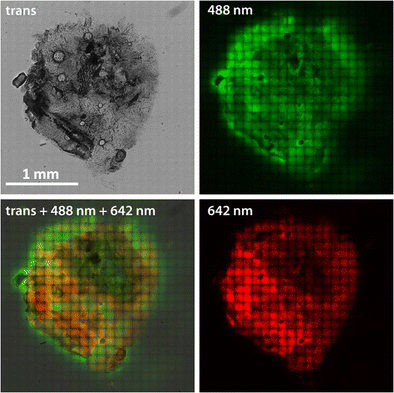 trans
488 nm
1 mm
trans + 488 nm + 642 nm
642 nm